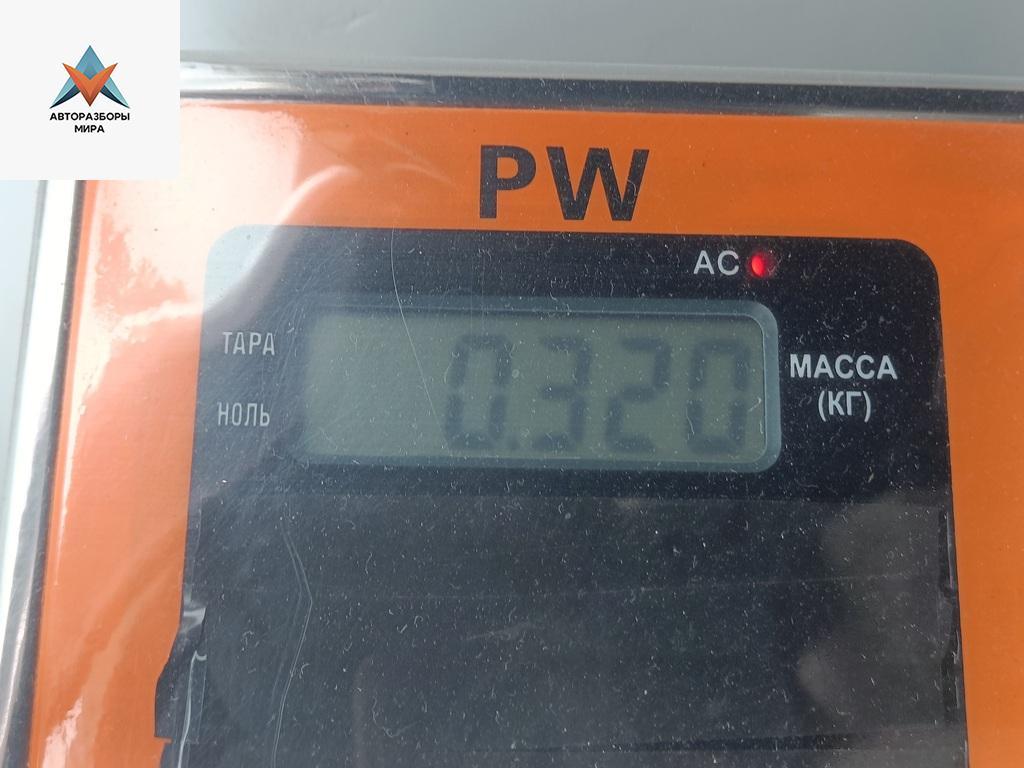 АВТОРАЗБОРЫ
МИРА
PW
AC
ТАРА
НОЛЬ
0.320
МАССА
(КГ)